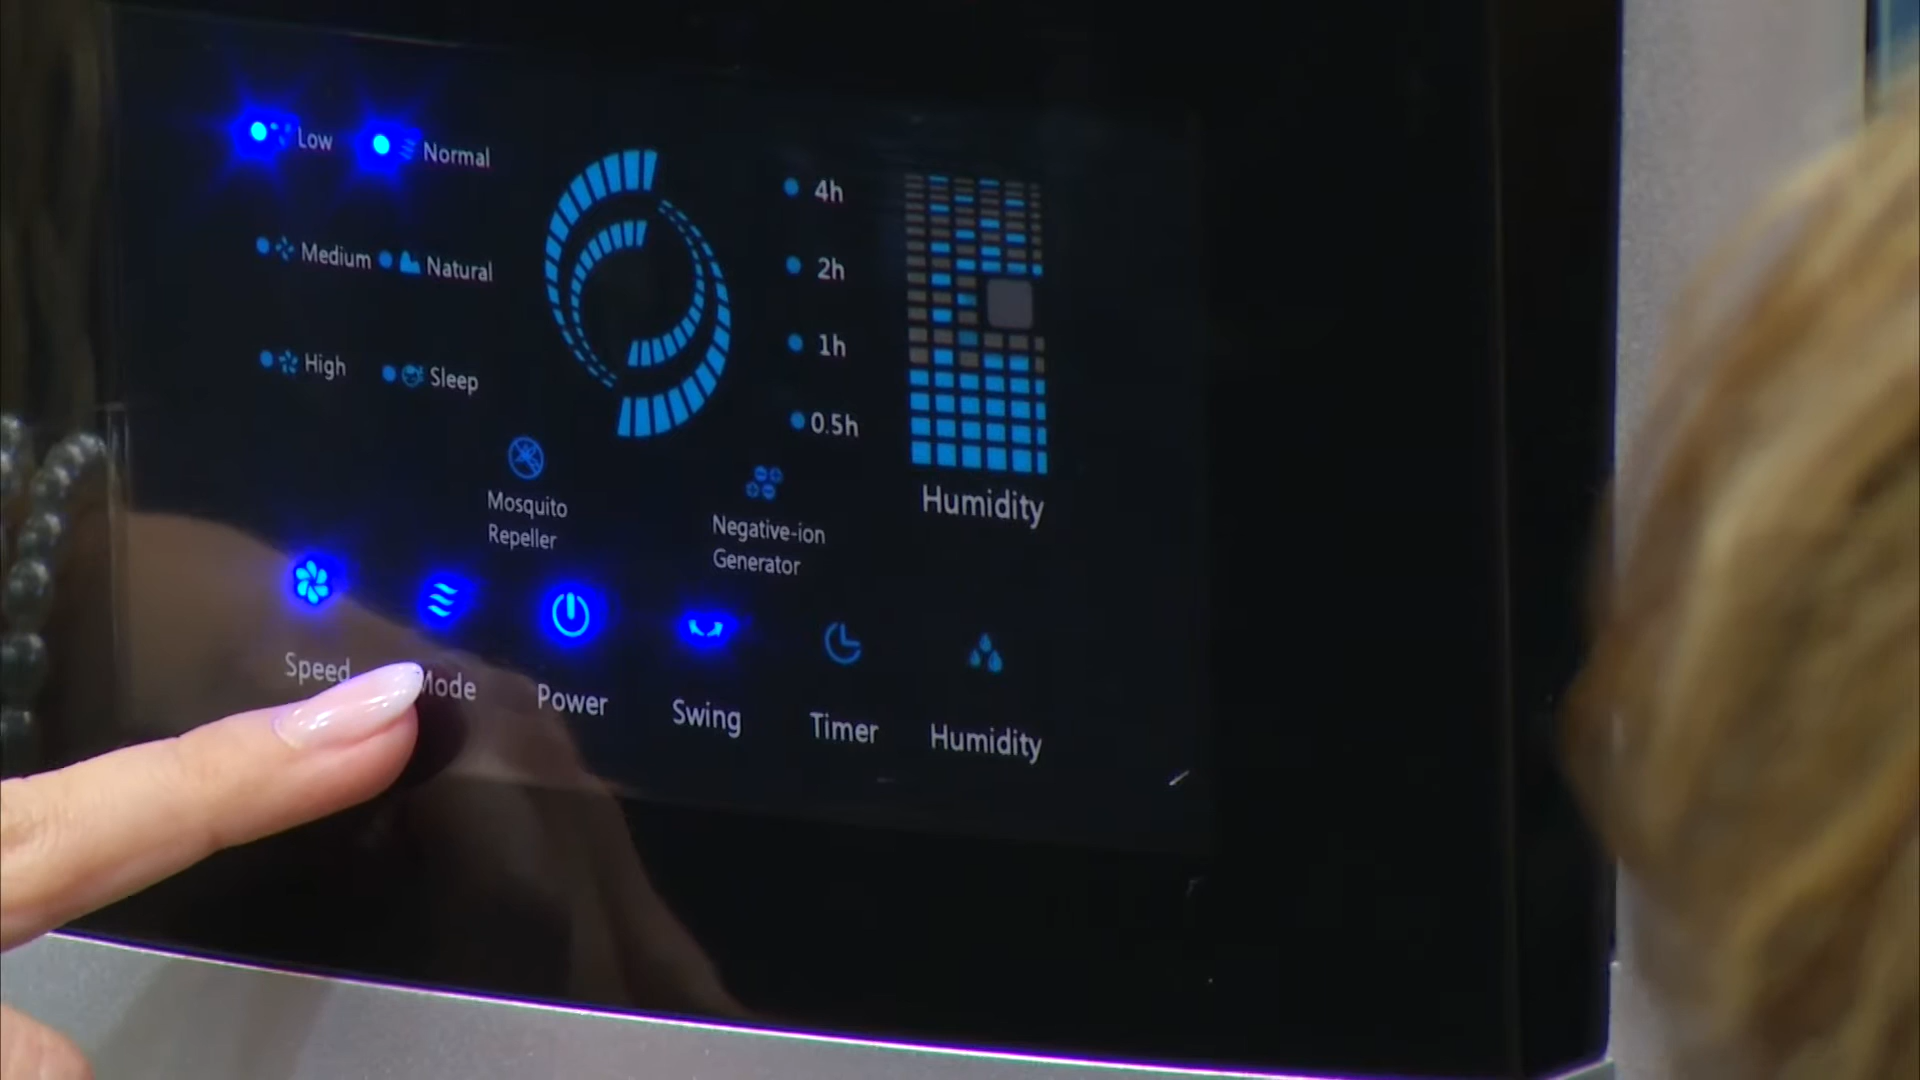 Low
Normal
Medium
Natural
High
Sleep
4h
2h
1h
0.5h
Humidity
Mosquito
Repeller
Negative-ion
Generator
Speed
Mode
Power
Swing
Timer
Humidity